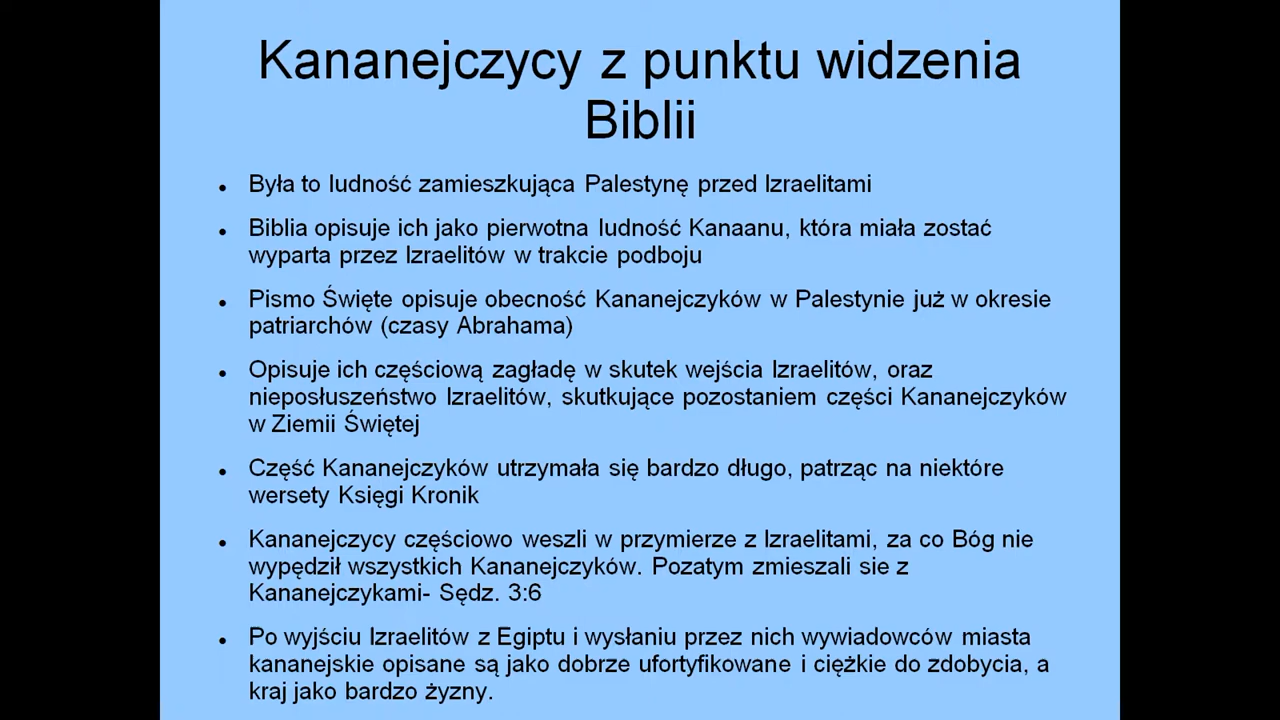 Kananejczycy z punktu widzenia
Biblii
Była to ludność zamieszkująca Palestynę przed Izraelitami
Biblia opisuje ich jako pierwotna ludność Kanaanu, która miała zostać
wyparta przez Izraelitów w trakcie podboju
Pismo Święte opisuje obecność Kananejczyków w Palestynie już w okresie
patriarchów (czasy Abrahama)
Opisuje ich częściową zagładę w skutek wejścia Izraelitów, oraz
nieposłuszeństwo Izraelitów, skutkujące pozostaniem części Kananejczyków
w Ziemii Świętej
Część Kananejczyków utrzymała się bardzo długo, patrząc na niektóre
wersety Księgi Kronik
Kananejczycy częściowo weszli w przymierze z Izraelitami, za co Bóg nie
wypędził wszystkich Kananejczyków. Pozatym zmieszali sie z
Kananejczykami- Sędz. 3:6
Po wyjściu Izraelitów z Egiptu i wysłaniu przez nich wywiadowców miasta
kananejskie opisane są jako dobrze ufortyfikowane i ciężkie do zdobycia, a
kraj jako bardzo żyzny.